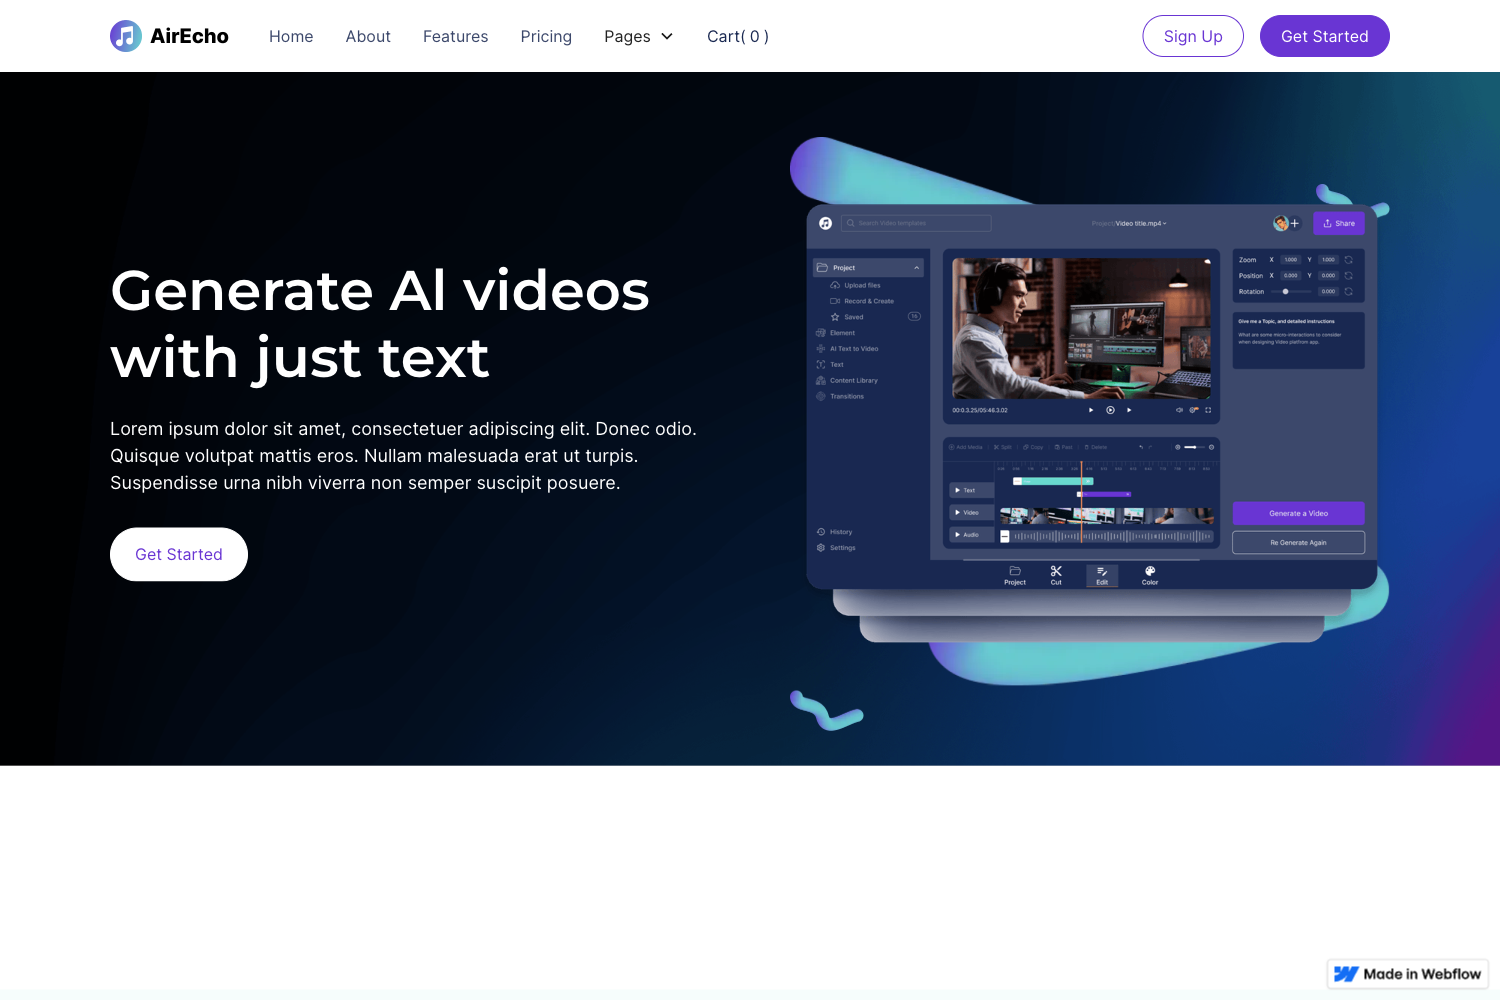 AirEcho
Home
About
Features
Pricing
Pages
Cart( 0 )
Sign Up
Get Started
Generate AI videos
with just text
Lorem ipsum dolor sit amet, consectetuer adipiscing elit. Donec odio.
Quisque volutpat mattis eros. Nullam malesuada erat ut turpis.
Suspendisse urna nibh viverra non semper suscipit posuere.
Get Started
Search Video templates
Project/Video title.mp4
Share
Project
Upload files
Record & Create
Saved
16
Element
AI Text to Video
Text
Content Library
Transitions
History
Settings
00:0.3.25/05:48.3.02
Zoom X 1.000 Y 1.000
Position X 0.000 Y 0.000
Rotation 0.000
Give me a Topic, and detailed instructions
What are some micro-interactions to consider
when designing Video platfrom app.
Add Media
Split
Copy
Past
Delete
Text
Video
Audio
Generate a Video
Re Generate Again
Project
Cut
Edit
Color
Made in Webflow